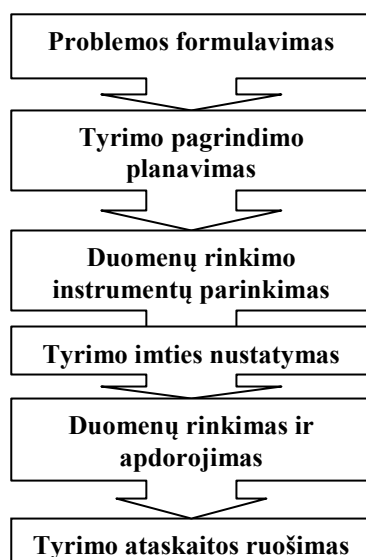 Problemos formulavimas
Tyrimo pagrindimo
planavimas
Duomenų rinkimo
instrumentų parinkimas
Tyrimo imties nustatymas
Duomenų rinkimas ir
apdorojimas
Tyrimo ataskaitos ruošimas